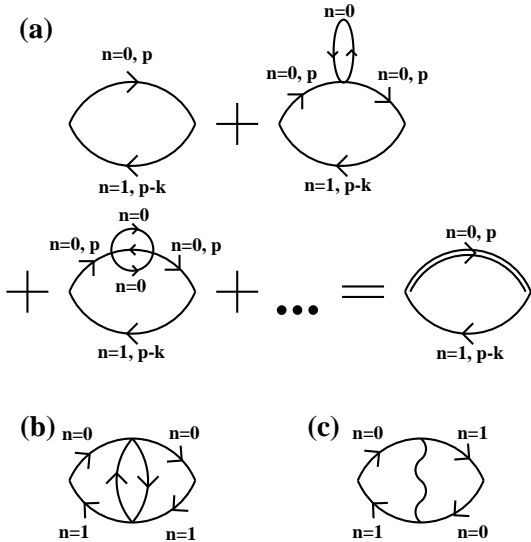 (a)
n=0
n=0, p
n=0, p
n=0, p
+
n=1, p-k
n=1, p-k
n=0
n=0, p
n=0, p
n=0, p
n=0
+
+
...
=
n=1, p-k
n=1, p-k
(b)
n=0
n=0
n=1
n=1
(c)
n=0
n=1
n=1
n=0